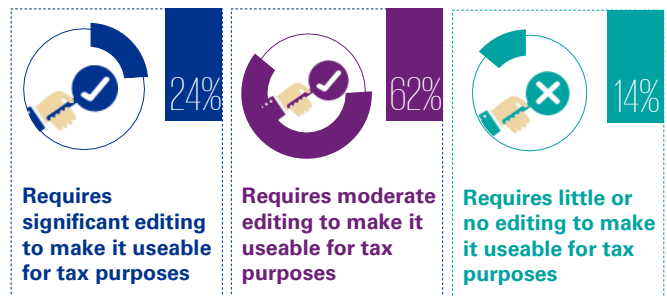 24%
Requires
significant editing
to make it useable
for tax purposes
62%
Requires moderate
editing to make it
useable for tax
purposes
14%
Requires little or
no editing to make
it useable for tax
purposes